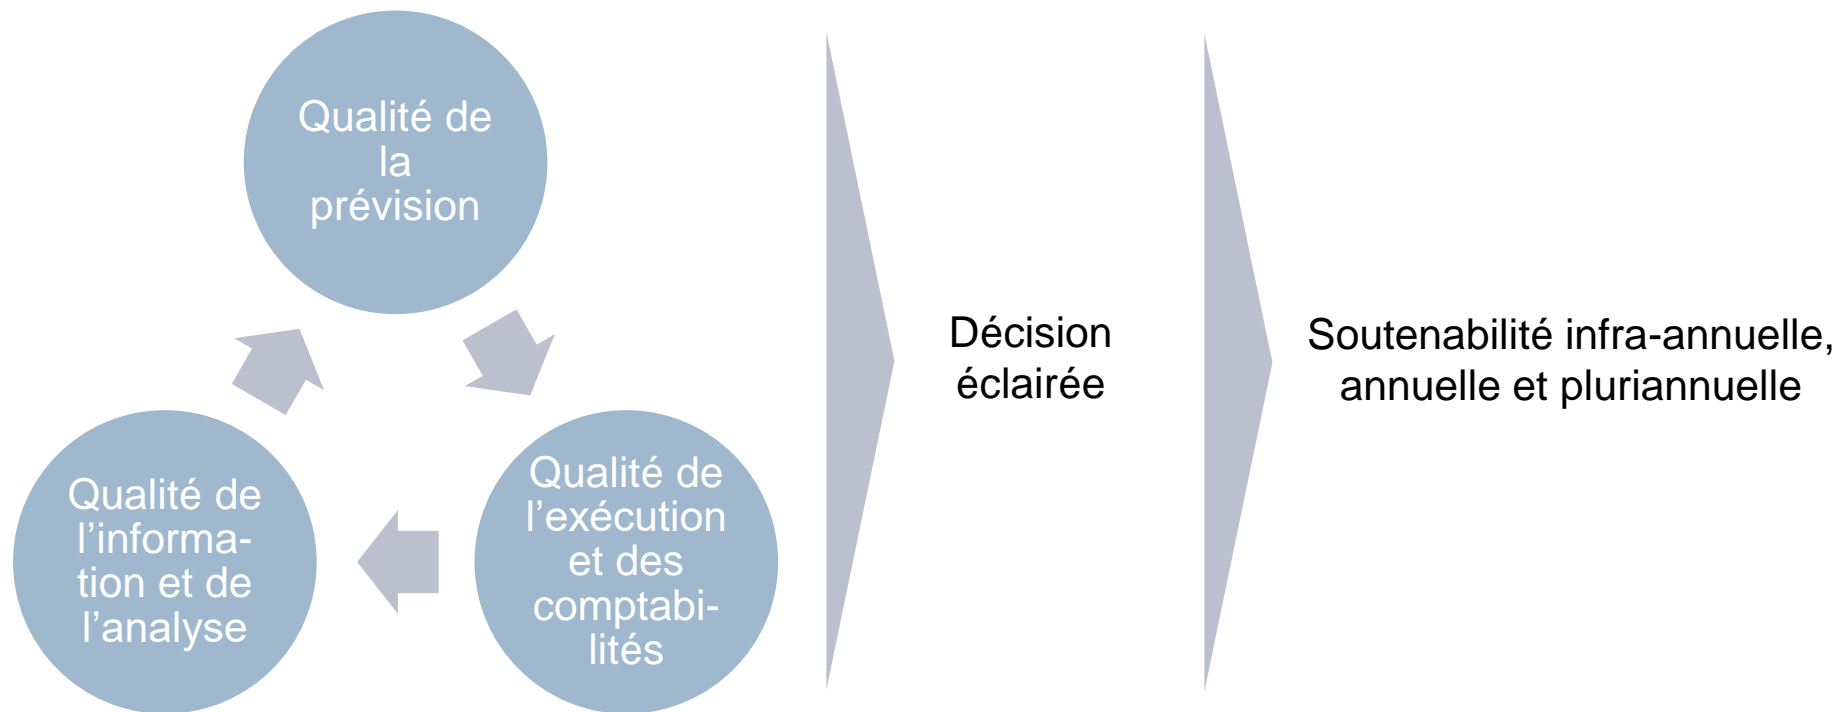 Qualité de
la
prévision
Qualité de
l’informa-
tion et de
l’analyse
Qualité de
l’exécution
et des
comptabi-
lités
Décision
éclairée
Soutenabilité infra-annuelle,
annuelle et pluriannuelle